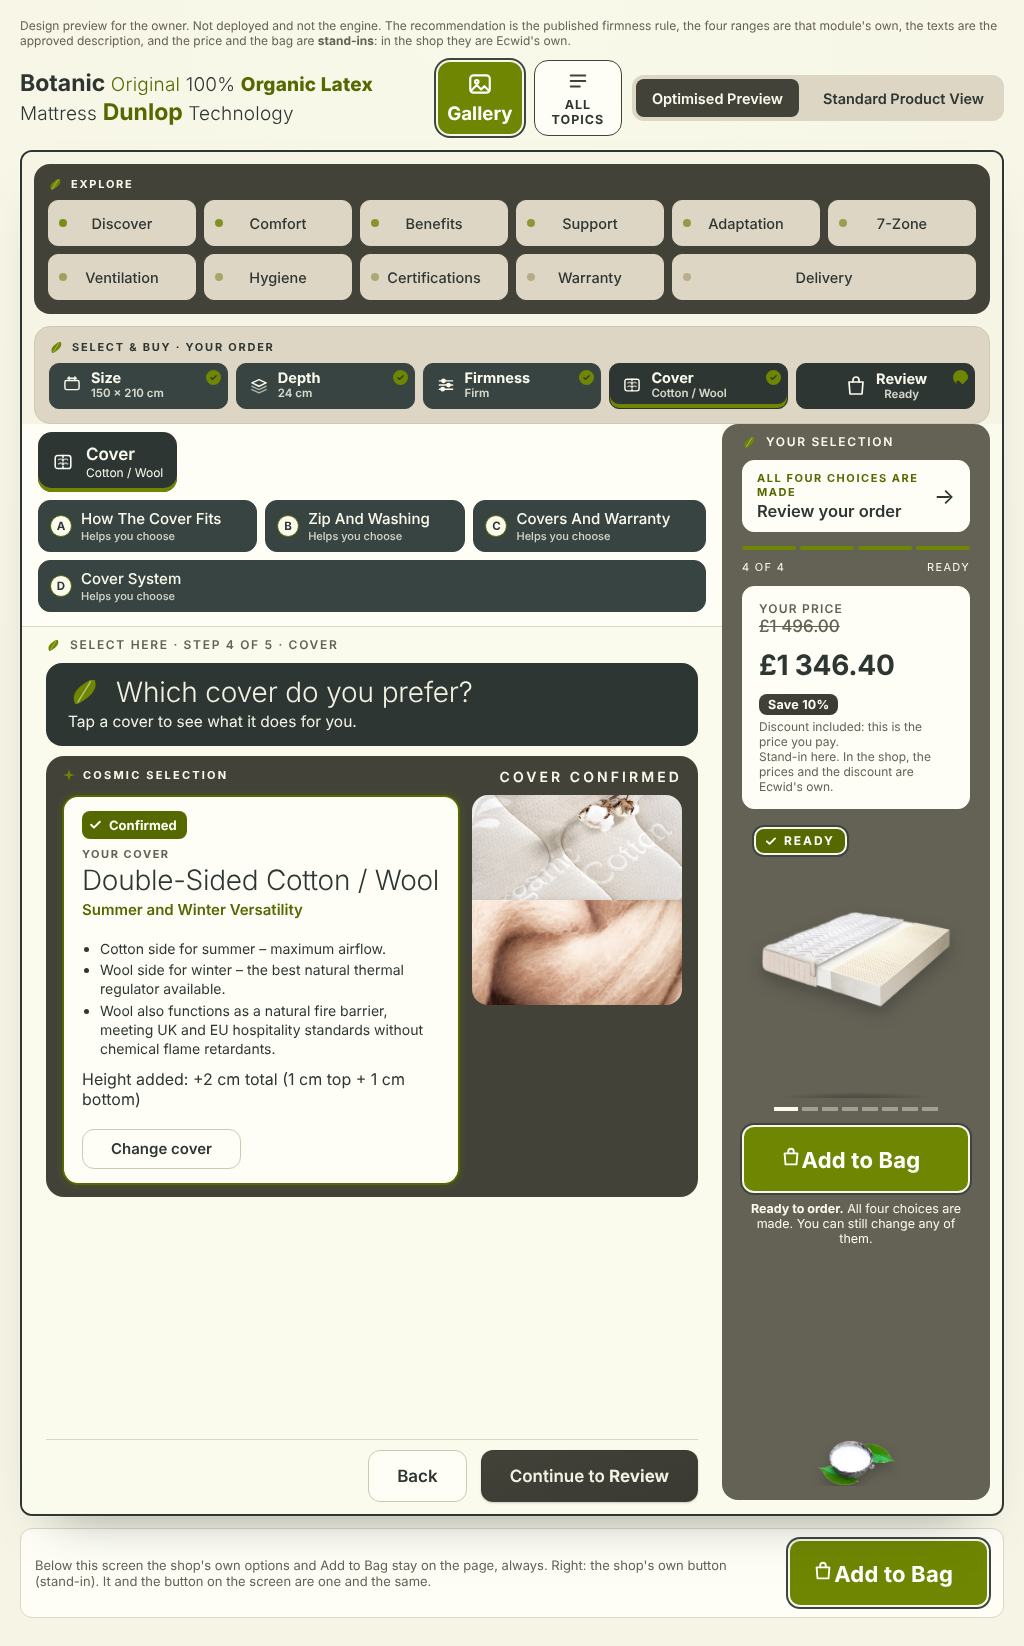 Design preview for the owner. Not deployed and not the engine. The recommendation is the published firmness rule, the four ranges are that module's own, the texts are the
approved description, and the price and the bag are stand-ins: in the shop they are Ecwid's own.
Botanic Original 100% Organic Latex
Mattress Dunlop Technology
Gallery
ALL
TOPICS
Optimised Preview
Standard Product View
EXPLORE
Discover
Comfort
Benefits
Support
Adaptation
7-Zone
Ventilation
Hygiene
Certifications
Warranty
Delivery
SELECT & BUY · YOUR ORDER
Size
150 × 210 cm
Depth
24 cm
Firmness
Firm
Cover
Cotton / Wool
Review
Ready
Cover
Cotton / Wool
A
How The Cover Fits
Helps you choose
B
Zip And Washing
Helps you choose
C
Covers And Warranty
Helps you choose
D
Cover System
Helps you choose
SELECT HERE · STEP 4 OF 5 · COVER
Which cover do you prefer?
Tap a cover to see what it does for you.
COSMIC SELECTION
COVER CONFIRMED
Confirmed
YOUR COVER
Double-Sided Cotton / Wool
Summer and Winter Versatility
Cotton side for summer – maximum airflow.
Wool side for winter – the best natural thermal
regulator available.
Wool also functions as a natural fire barrier,
meeting UK and EU hospitality standards without
chemical flame retardants.
Height added: +2 cm total (1 cm top + 1 cm
bottom)
Change cover
Cotton
Back
Continue to Review
YOUR SELECTION
ALL FOUR CHOICES ARE
MADE
Review your order
4 OF 4
READY
YOUR PRICE
£1 496.00
£1 346.40
Save 10%
Discount included: this is the
price you pay.
Stand-in here. In the shop, the
prices and the discount are
Ecwid's own.
READY
Add to Bag
Ready to order. All four choices are
made. You can still change any of
them.
Below this screen the shop's own options and Add to Bag stay on the page, always. Right: the shop's own button
(stand-in). It and the button on the screen are one and the same.
Add to Bag